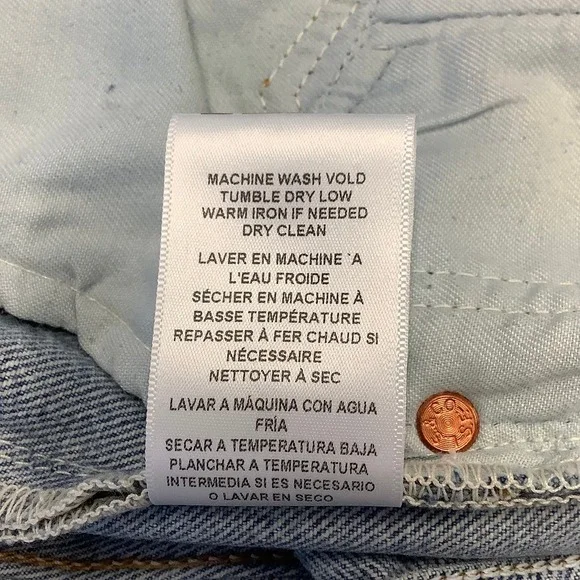 MACHINE WASH VOLD
TUMBLE DRY LOW
WARM IRON IF NEEDED
DRY CLEAN
LAVER EN MACHINE `A
L'EAU FROIDE
SÉCHER EN MACHINE À
BASSE TEMPÉRATURE
REPASSER À FER CHAUD SI
NÉCESSAIRE
NETTOYER À SEC
LAVAR A MÁQUINA CON AGUA
FRÍA
SECAR A TEMPERATURA BAJA
PLANCHAR A TEMPERATURA
INTERMEDIA SI ES NECESARIO
O LAVAR EN SECO